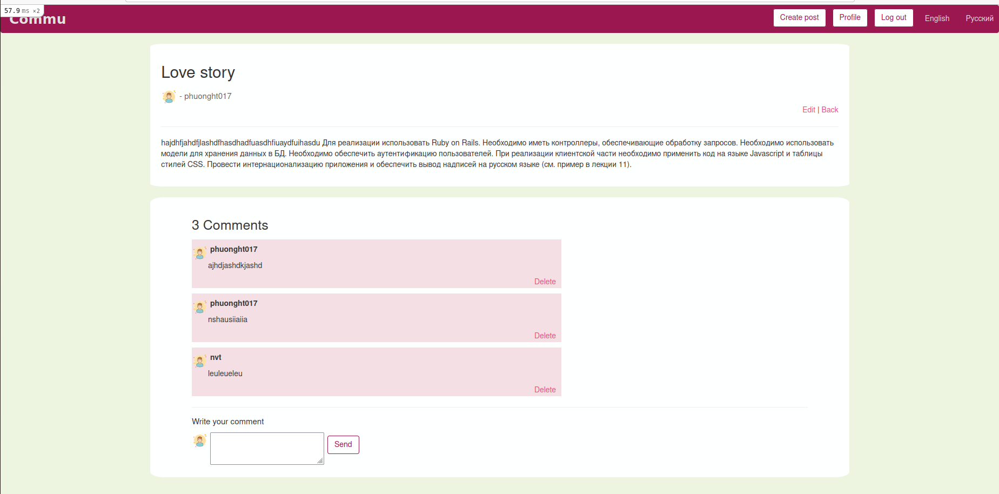 57.9 ms ×2
Commu
Create post Profile Log out English Русский
Love story
- phuonght017
Edit | Back
hajdhfjahdfjlashdfhasdhadfuasdhfiuaydfuihasdu Для реализации использовать Ruby on Rails. Необходимо иметь контроллеры, обеспечивающие обработку запросов. Необходимо использовать
модели для хранения данных в БД. Необходимо обеспечить аутентификацию пользователей. При реализации клиентской части необходимо применить код на языке Javascript и таблицы
стилей CSS. Провести интернационализацию приложения и обеспечить вывод надписей на русском языке (см. пример в лекции 11).
3 Comments
phuonght017
ajhdjashdkjashd
Delete
phuonght017
nshausiiaiia
Delete
nvt
leuleueleu
Delete
Write your comment
Send